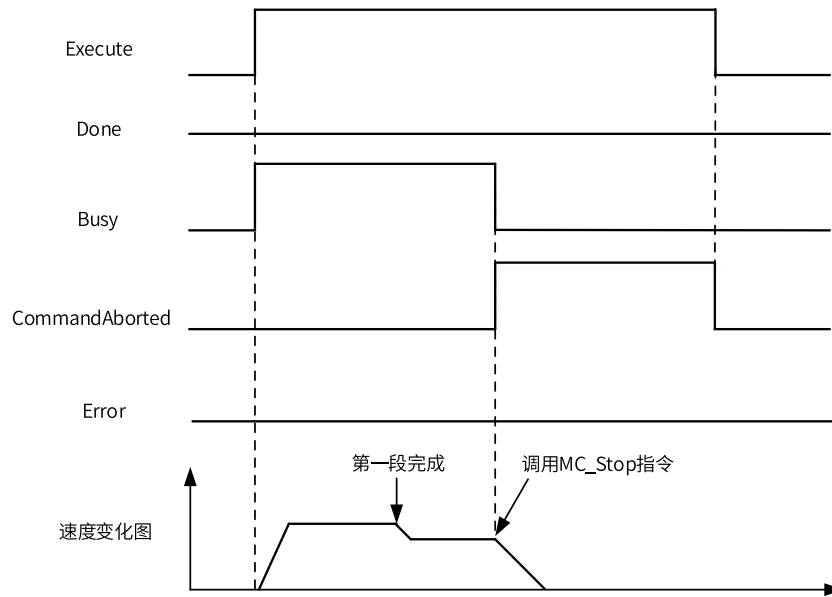 Execute
Done
Busy
CommandAborted
Error
第一段完成
调用MC_Stop指令
速度变化图